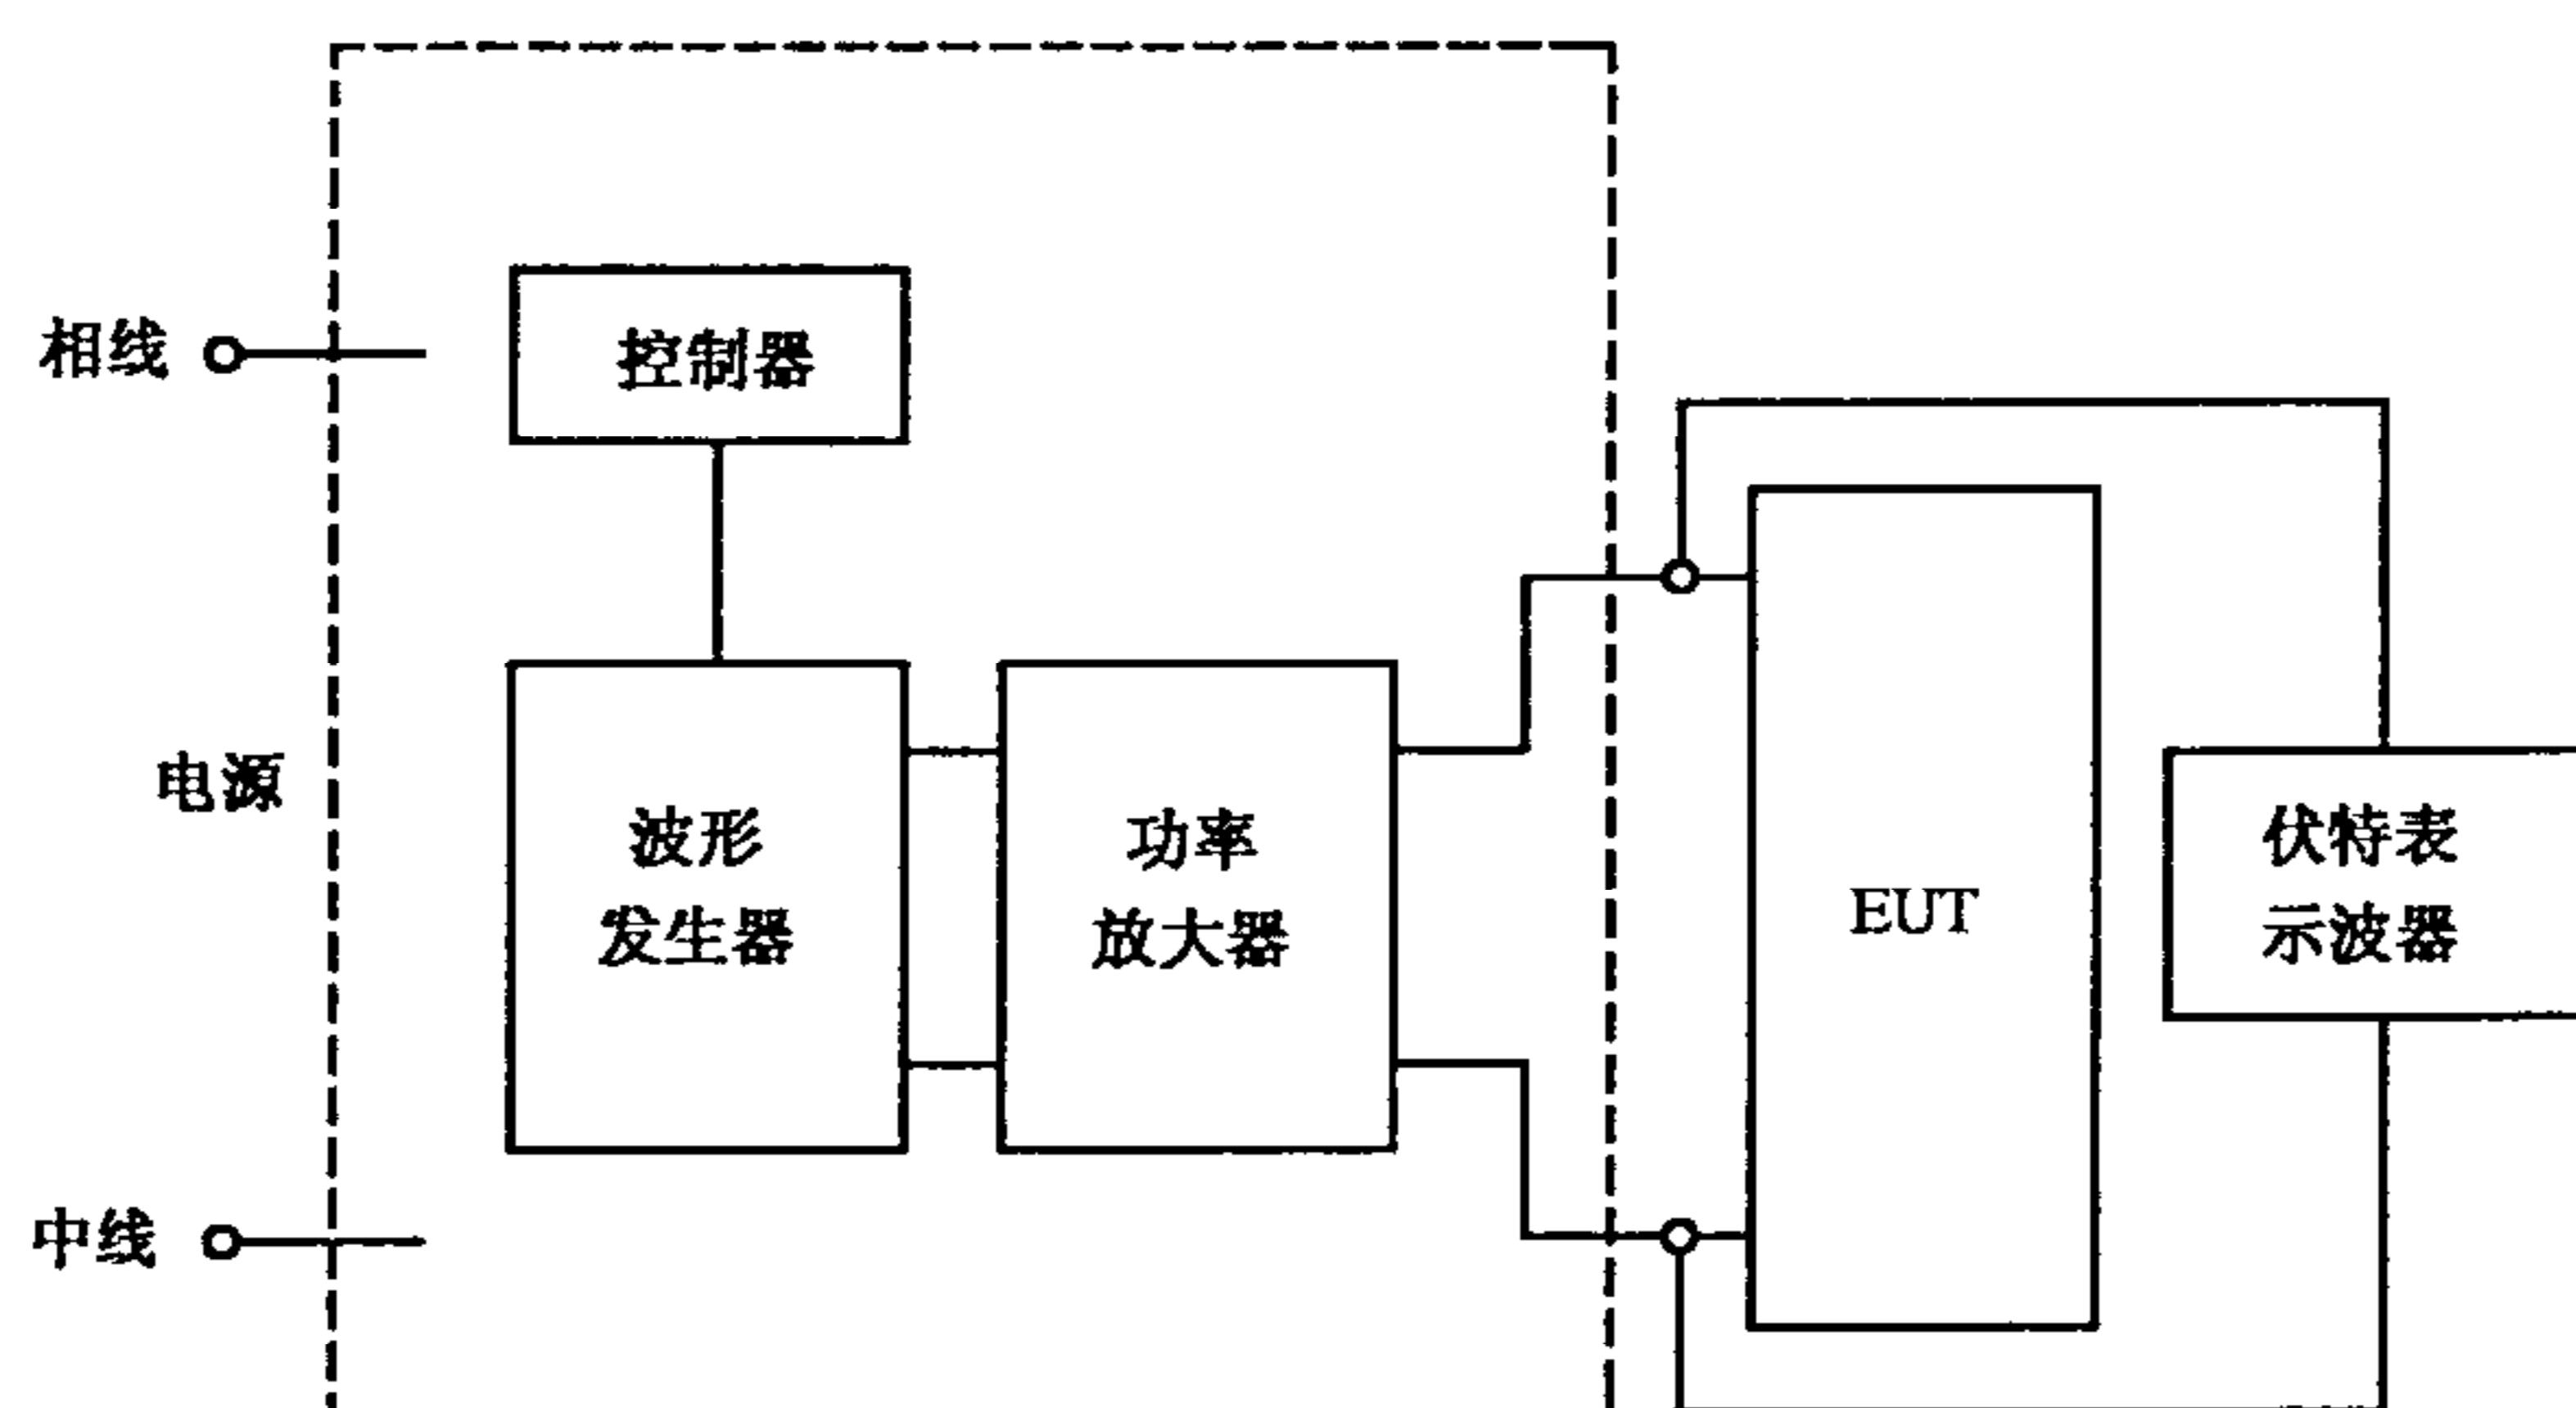 相线
控制器
电源
波形
发生器
功率
放大器
EUT
伏特表
示波器
中线